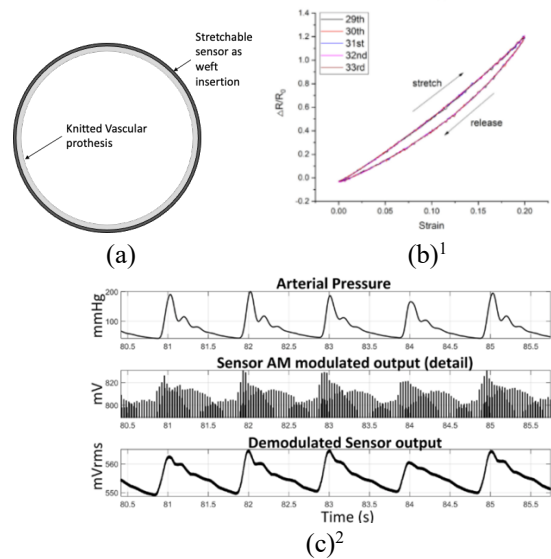 Stretchable
sensor as
weft
insertion
Knitted Vascular
prothesis
(a)
29th
30th
31st
32nd
33rd
stretch
release
△R/R₀
1.4
1.2
1.0
0.8
0.6
0.4
0.2
0.0
-0.2
0.00 0.05 0.10 0.15 0.20
Strain
(b)¹
Arterial Pressure
mmHg
200
100
80.5 81 81.5 82 82.5 83 83.5 84 84.5 85 85.5
Sensor AM modulated output (detail)
mV
820
800
80.5 81 81.5 82 82.5 83 83.5 84 84.5 85 85.5
Demodulated Sensor output
mVrms
560
550
80.5 81 81.5 82 82.5 83 83.5 84 84.5 85 85.5
Time (s)
(c)²